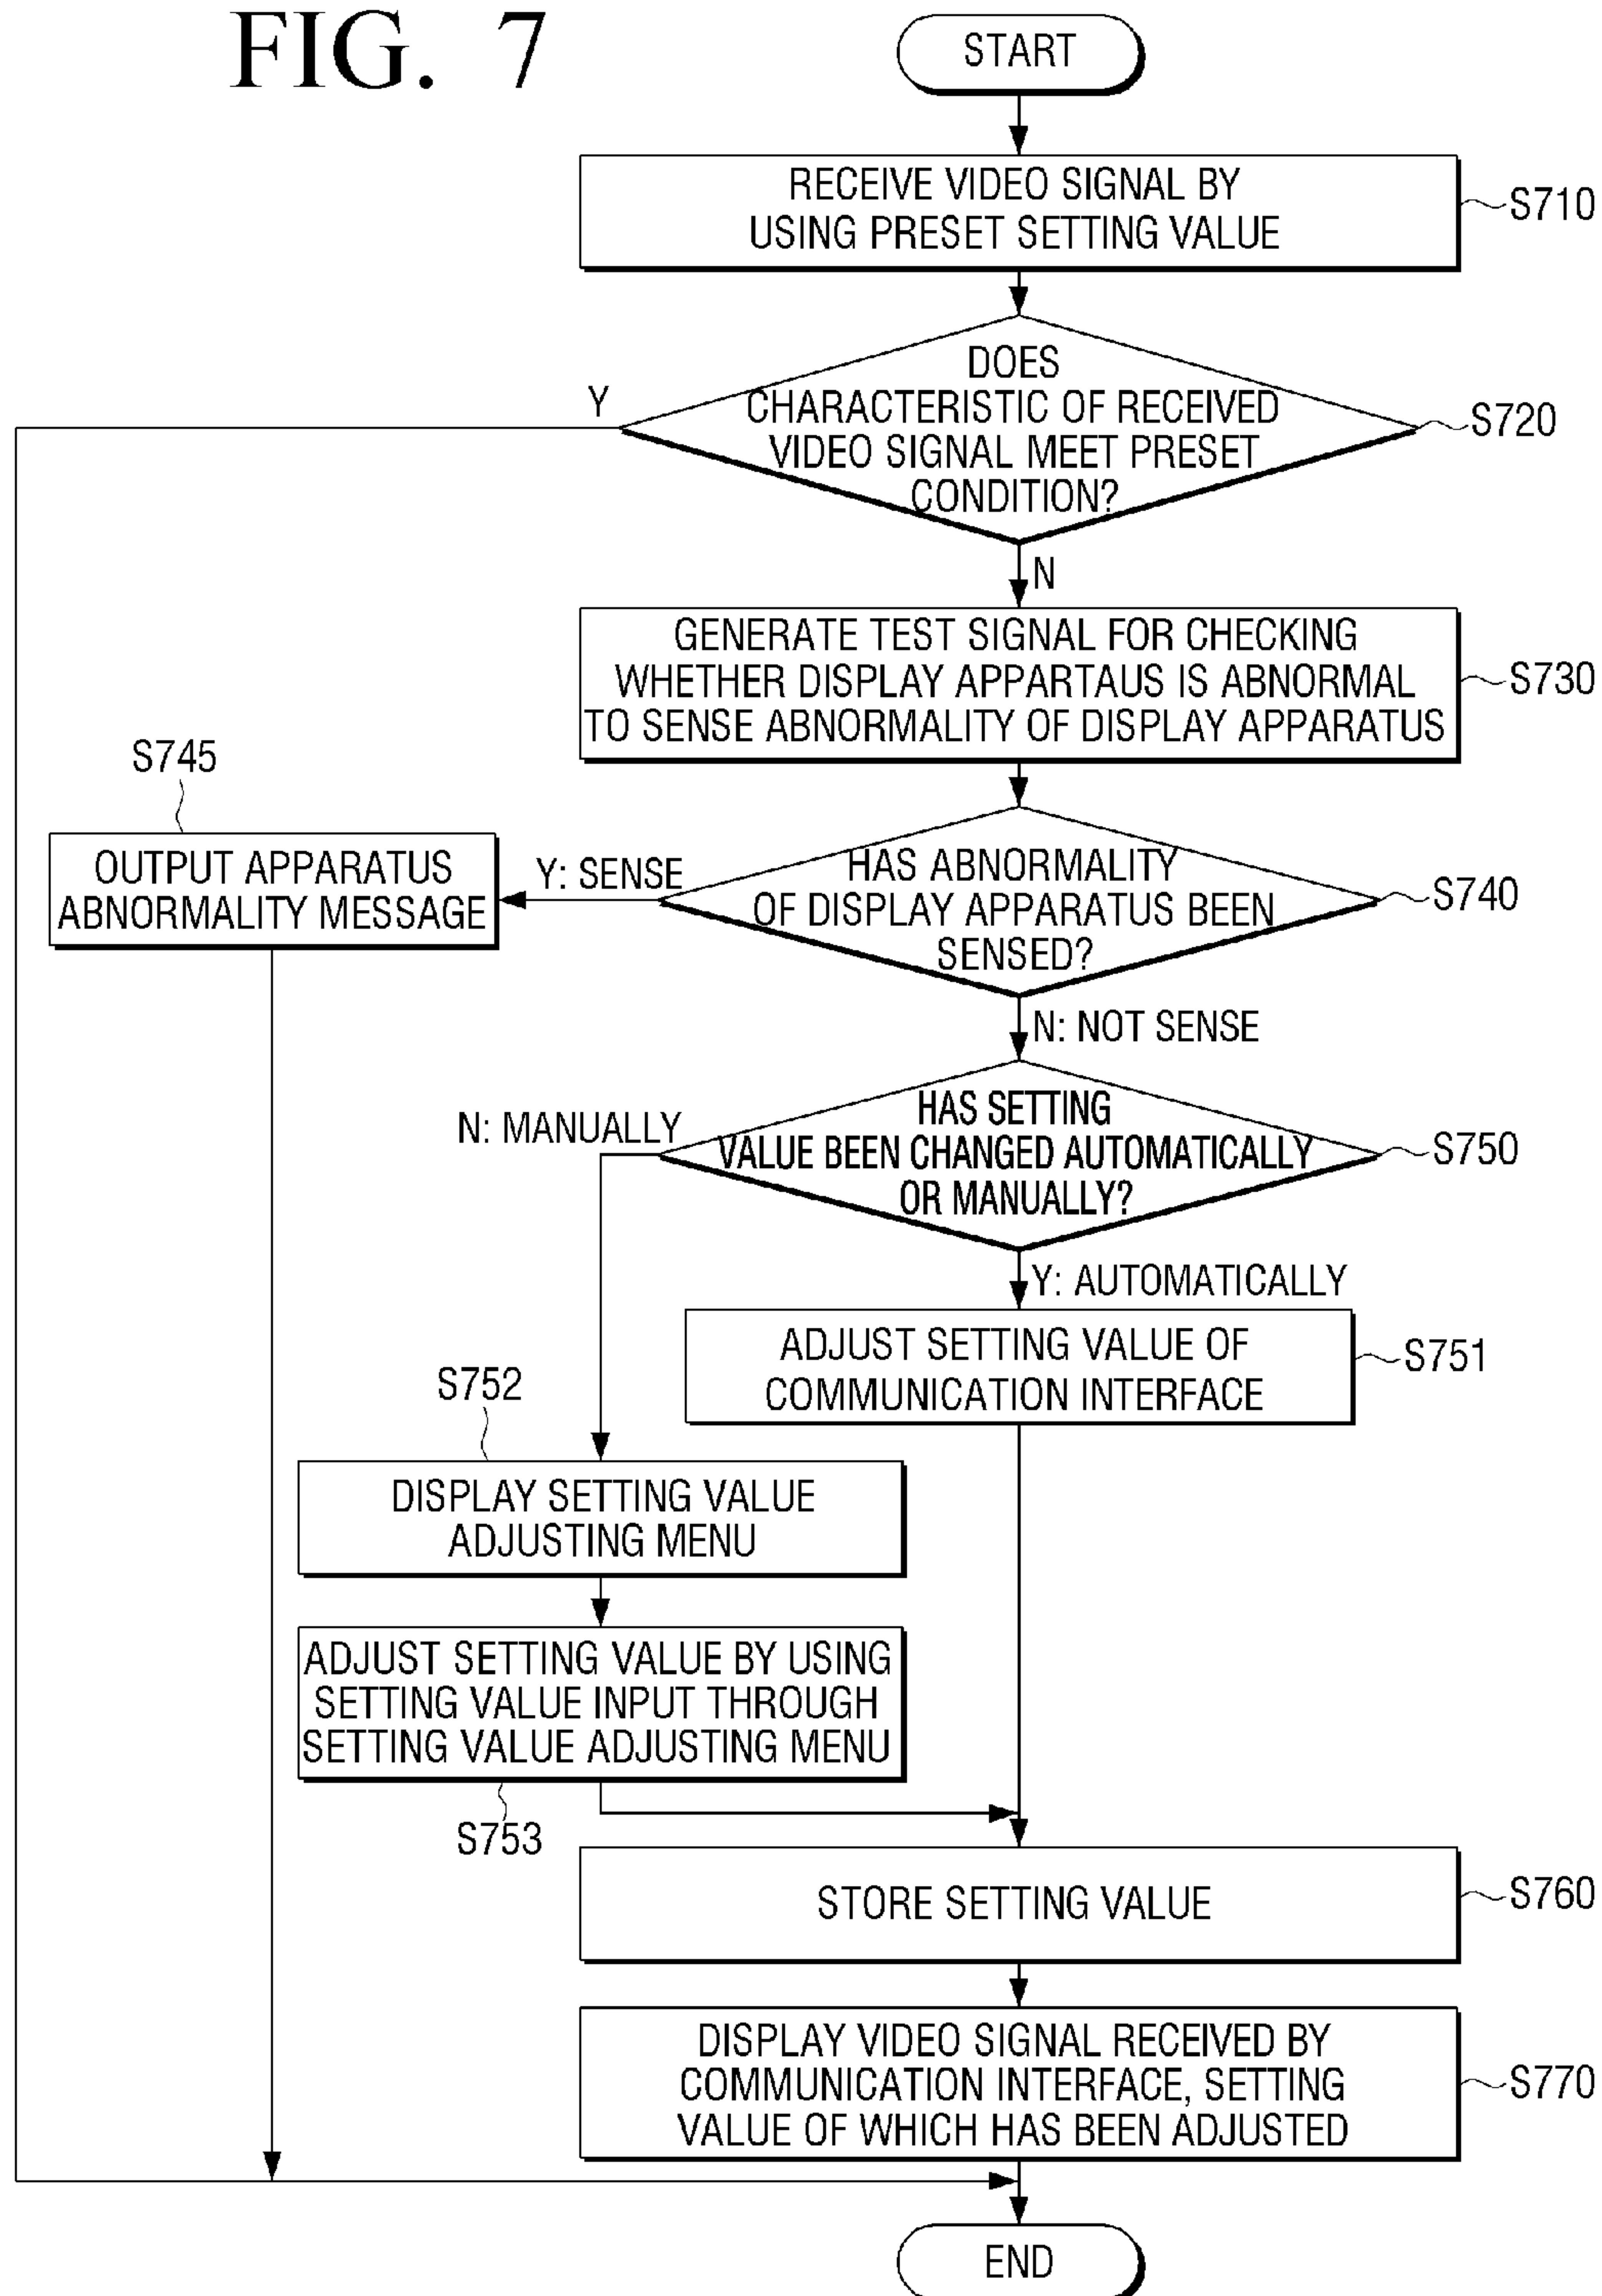 FIG. 7
START
RECEIVE VIDEO SIGNAL BY
USING PRESET SETTING VALUE
S710
DOES
CHARACTERISTIC OF RECEIVED
VIDEO SIGNAL MEET PRESET
CONDITION?
S720
Y
N
GENERATE TEST SIGNAL FOR CHECKING
WHETHER DISPLAY APPARTAUS IS ABNORMAL
TO SENSE ABNORMALITY OF DISPLAY APPARATUS
S730
S745
OUTPUT APPARATUS
ABNORMALITY MESSAGE
Y: SENSE
HAS ABNORMALITY
OF DISPLAY APPARATUS BEEN
SENSED?
S740
N: NOT SENSE
N: MANUALLY
HAS SETTING
VALUE BEEN CHANGED AUTOMATICALLY
OR MANUALLY?
S750
Y: AUTOMATICALLY
ADJUST SETTING VALUE OF
COMMUNICATION INTERFACE
S751
S752
DISPLAY SETTING VALUE
ADJUSTING MENU
ADJUST SETTING VALUE BY USING
SETTING VALUE INPUT THROUGH
SETTING VALUE ADJUSTING MENU
S753
STORE SETTING VALUE
S760
DISPLAY VIDEO SIGNAL RECEIVED BY
COMMUNICATION INTERFACE, SETTING
VALUE OF WHICH HAS BEEN ADJUSTED
S770
END